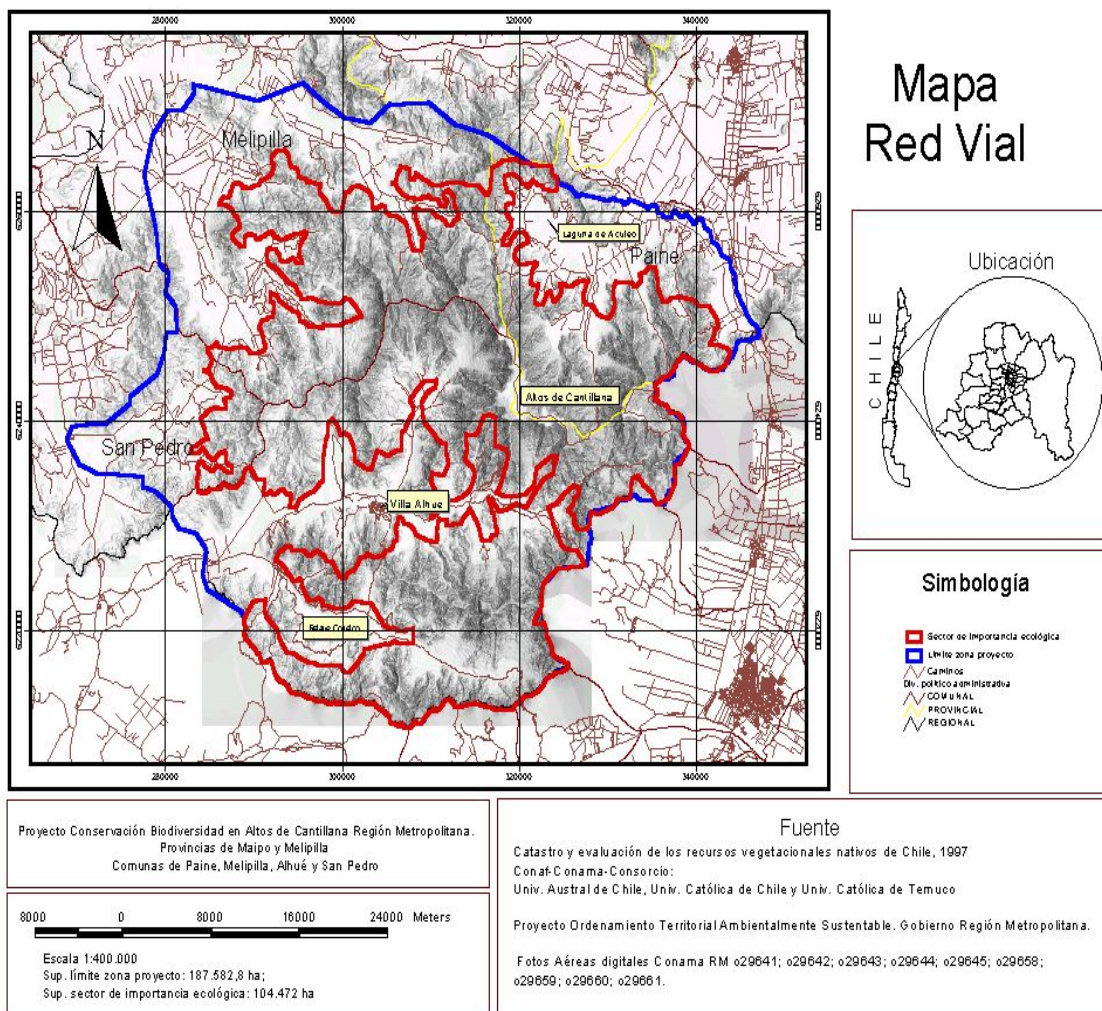 Mapa
Red Vial
280000
300000
320000
340000
N
Melipilla
Laguna de Aculeo
Paine
Altos de Cantillana
San Pedro
Villa Alhue
280000
300000
320000
340000
Ubicación
CHILE
Simbología
Sector de importancia ecológica
Límite zona proyecto
Caminos
Div. político administrativa
COMUNAL
PROVINCIAL
REGIONAL
Proyecto Conservación Biodiversidad en Altos de Cantillana Región Metropolitana.
Provincias de Maipo y Melipilla
Comunas de Paine, Melipilla, Alhué y San Pedro
8000 0 8000 16000 24000 Meters
Escala 1:400.000
Sup. límite zona proyecto: 187.582,8 ha;
Sup. sector de importancia ecológica: 104.472 ha
Fuente
Catastro y evaluación de los recursos vegetacionales nativos de Chile, 1997
Conaf-Conama-Consorcio:
Univ. Austral de Chile, Univ. Católica de Chile y Univ. Católica de Temuco
Proyecto Ordenamiento Territorial Ambientalmente Sustentable. Gobierno Región Metropolitana.
Fotos Aéreas digitales Conama RM o29641; o29642; o29643; o29644; o29645; o29658;
o29659; o29660; o29661.